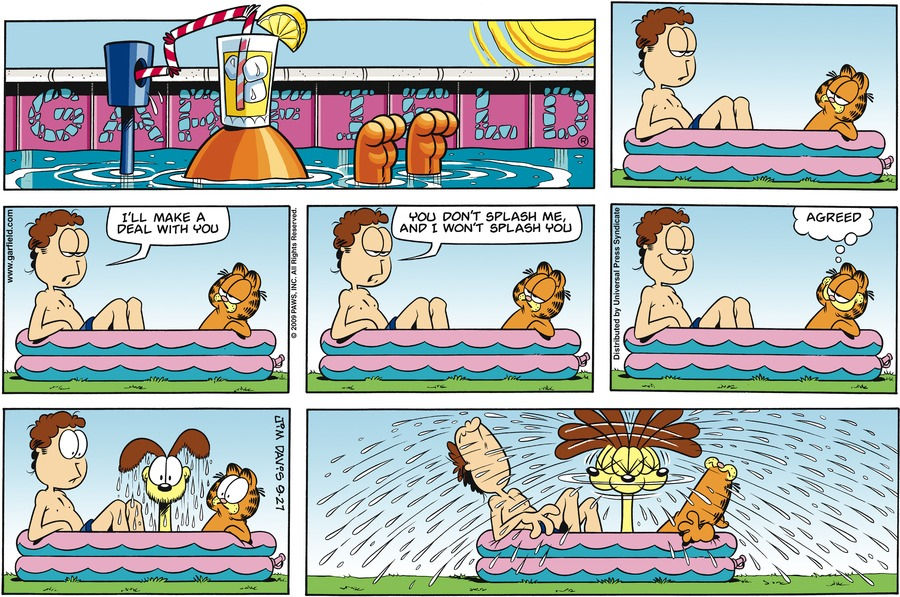 GARFIELD
®
www.garfield.com
I'LL MAKE A
DEAL WITH YOU
© 2009 PAWS, INC. All Rights Reserved.
YOU DON'T SPLASH ME,
AND I WON'T SPLASH YOU
Distributed by Universal Press Syndicate
AGREED
JIM DAVIS 9-27